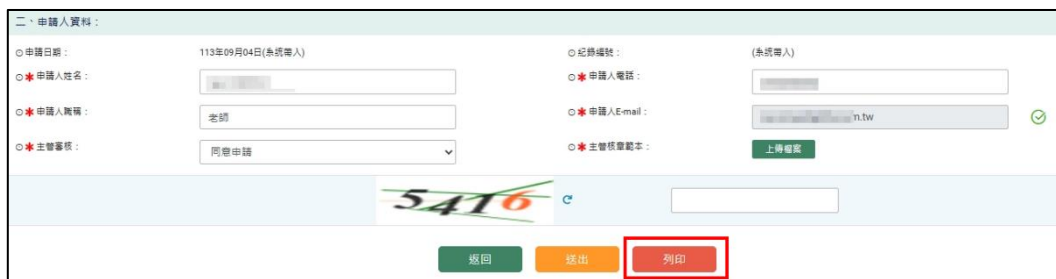 二、申請人資料：
申請日期： 113年09月04日(系統帶入) 紀錄編號： (系統帶入)
*申請人姓名： *申請人電話：
*申請人職稱： 老師 *申請人E-mail： n.tw
*主管審核： 同意申請 *主管核章範本： 上傳檔案
5416
返回 送出 列印